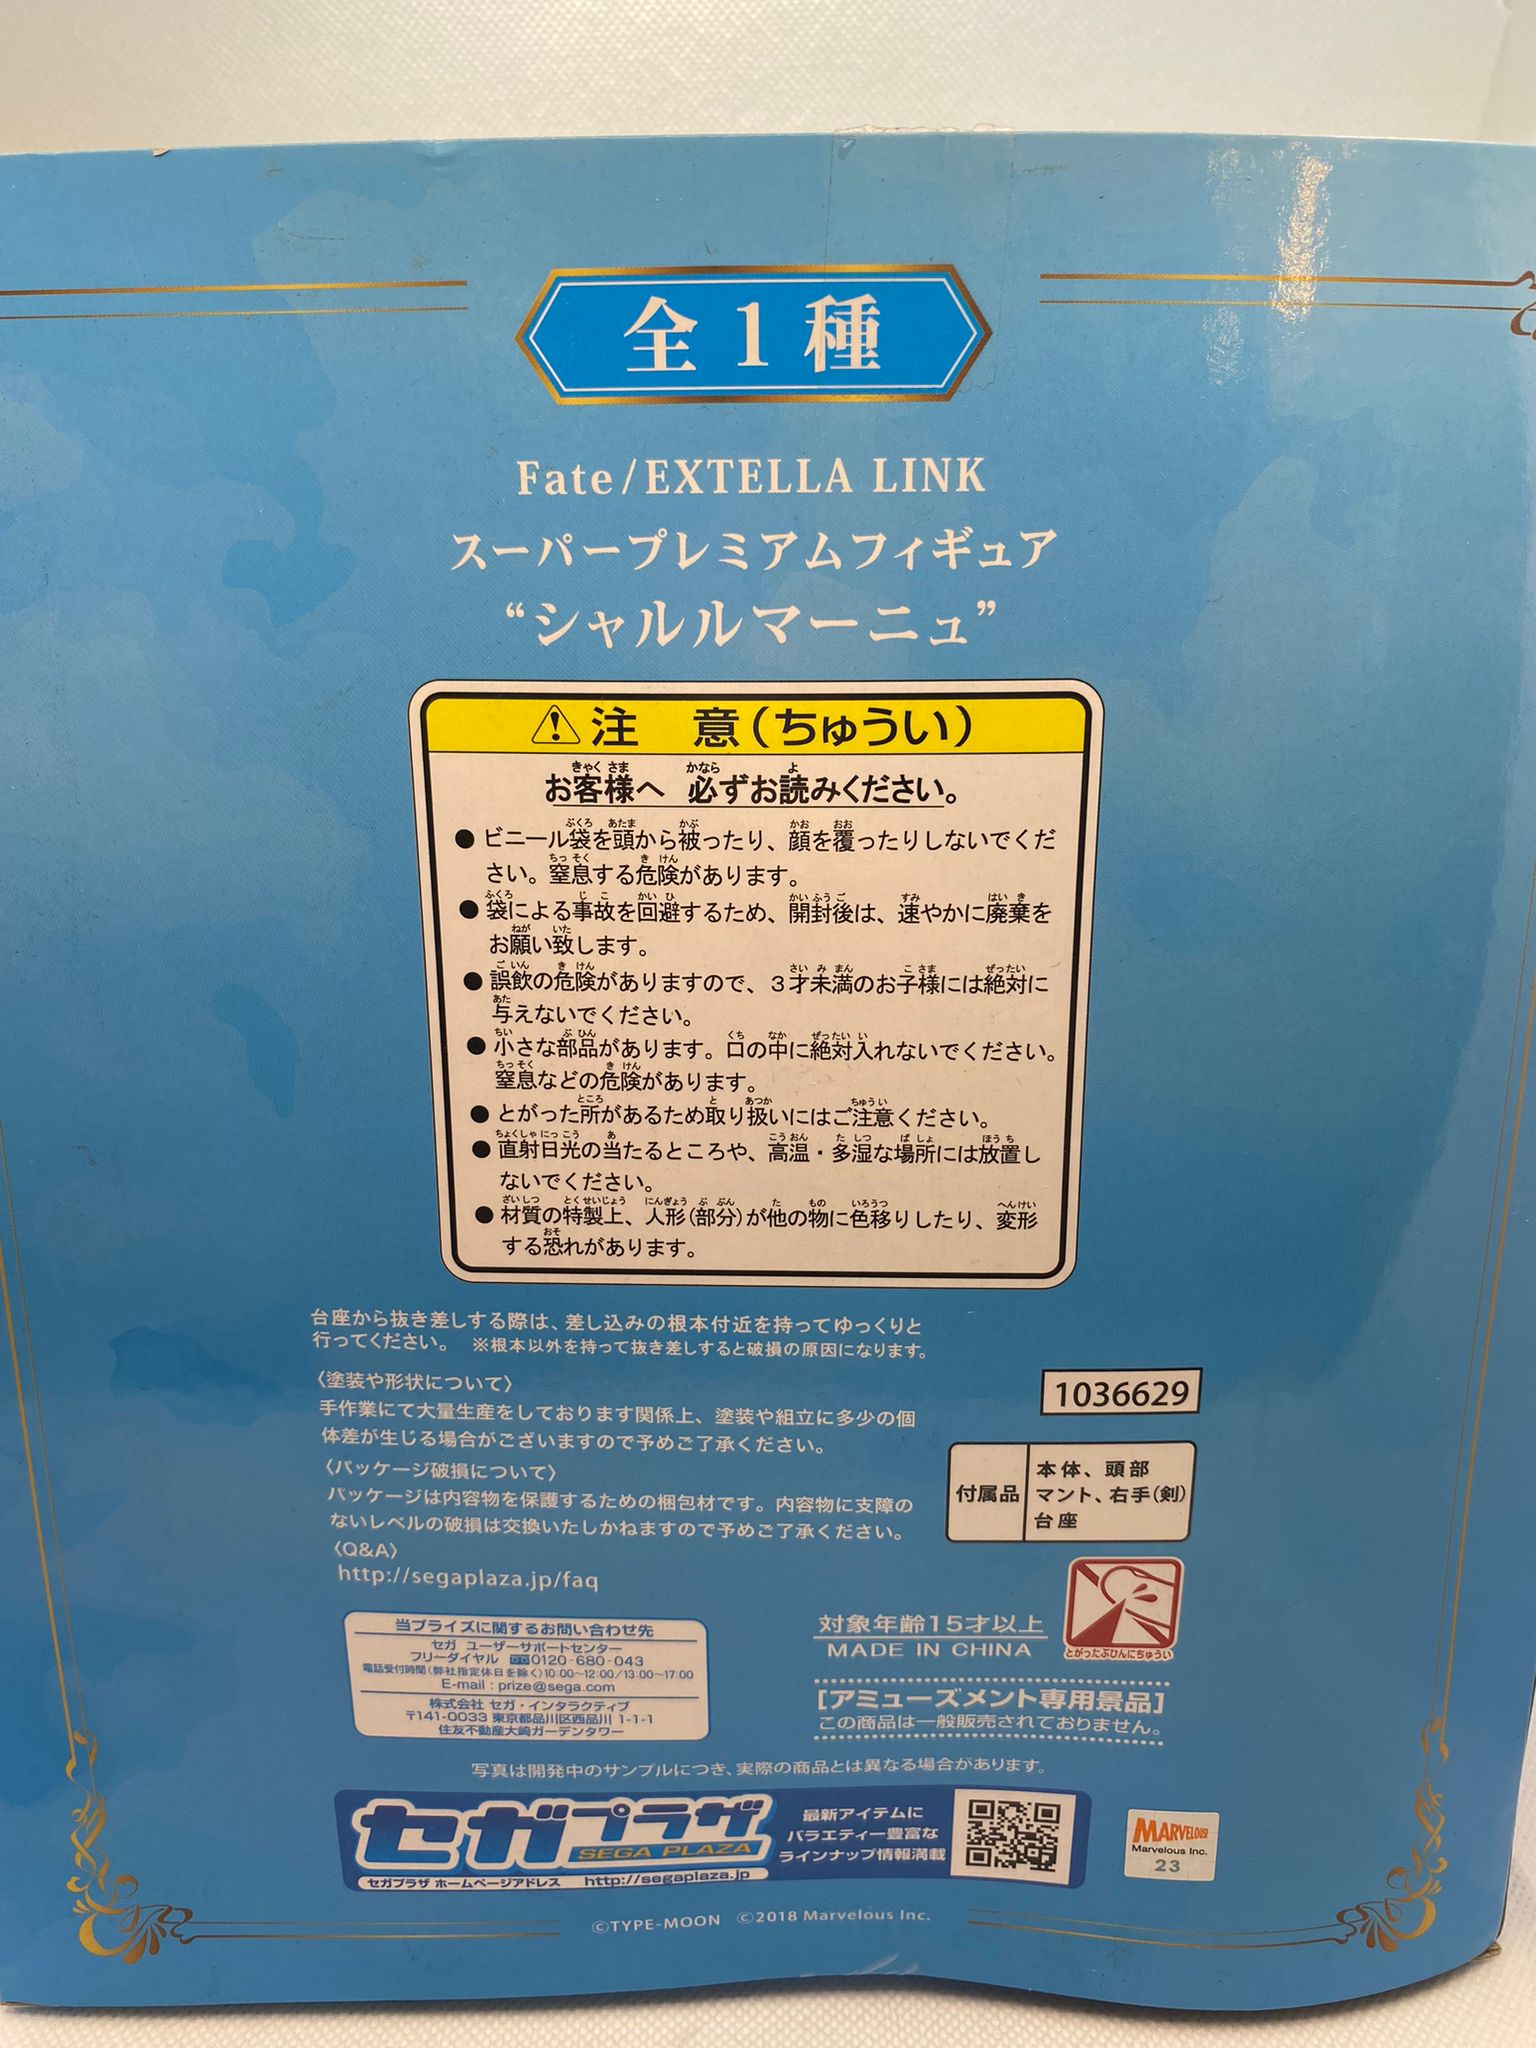 全1種
Fate/EXTELLA LINK
スーパープレミアムフィギュア
“シャルルマーニュ”
注 意(ちゅうい)
お客様へ 必ずお読みください。
● ビニール袋を頭から被ったり、顔を覆ったりしないでくだ
さい。窒息する危険があります。
● 袋による事故を回避するため、開封後は、速やかに廃棄を
お願い致します。
● 誤飲の危険がありますので、3才未満のお子様には絶対に
与えないでください。
● 小さな部品があります。口の中に絶対入れないでください。
窒息などの危険があります。
● とがった所があるため取り扱いにはご注意ください。
● 直射日光の当たるところや、高温・多湿な場所には放置し
ないでください。
● 材質の特製上、人形(部分)が他の物に色移りしたり、変形
する恐れがあります。
台座から抜き差しする際は、差し込みの根本付近を持ってゆっくりと
行ってください。 ※根本以外を持って抜き差しすると破損の原因になります。
〈塗装や形状について〉
手作業にて大量生産をしております関係上、塗装や組立に多少の個
体差が生じる場合がございますので予めご了承ください。
〈パッケージ破損について〉
パッケージは内容物を保護するための梱包材です。内容物に支障の
ないレベルの破損は交換いたしかねますので予めご了承ください。
〈Q&A〉
http://segaplaza.jp/faq
1036629
付属品
本体、頭部
マント、右手(剣)
台座
とがったぶひんにちゅうい
対象年齢15才以上
MADE IN CHINA
[アミューズメント専用景品]
この商品は一般販売されておりません。
当プライズに関するお問い合わせ先
セガ ユーザーサポートセンター
フリーダイヤル 0120-680-043
電話受付時間(弊社指定休日を除く)10:00~12:00/13:00~17:00
E-mail : prize@sega.com
株式会社 セガ・インタラクティブ
〒141-0033 東京都品川区西品川 1-1-1
住友不動産大崎ガーデンタワー
写真は開発中のサンプルにつき、実際の商品とは異なる場合があります。
セガプラザ
SEGA PLAZA
セガプラザ ホームページアドレス http://segaplaza.jp
最新アイテムに
バラエティー豊富な
ラインナップ情報満載
MARVELOUS!
Marvelous Inc.
23
©TYPE-MOON ©2018 Marvelous Inc.